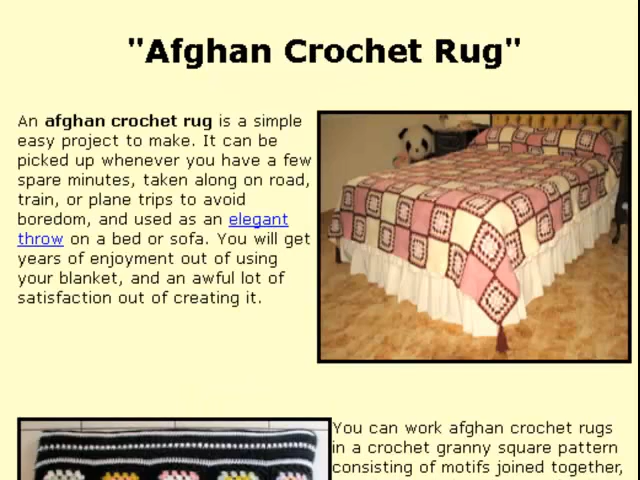 "Afghan Crochet Rug"
An afghan crochet rug is a simple
easy project to make. It can be
picked up whenever you have a few
spare minutes, taken along on road,
train, or plane trips to avoid
boredom, and used as an elegant
throw on a bed or sofa. You will get
years of enjoyment out of using
your blanket, and an awful lot of
satisfaction out of creating it.
You can work afghan crochet rugs
in a crochet granny square pattern
consisting of motifs joined together,